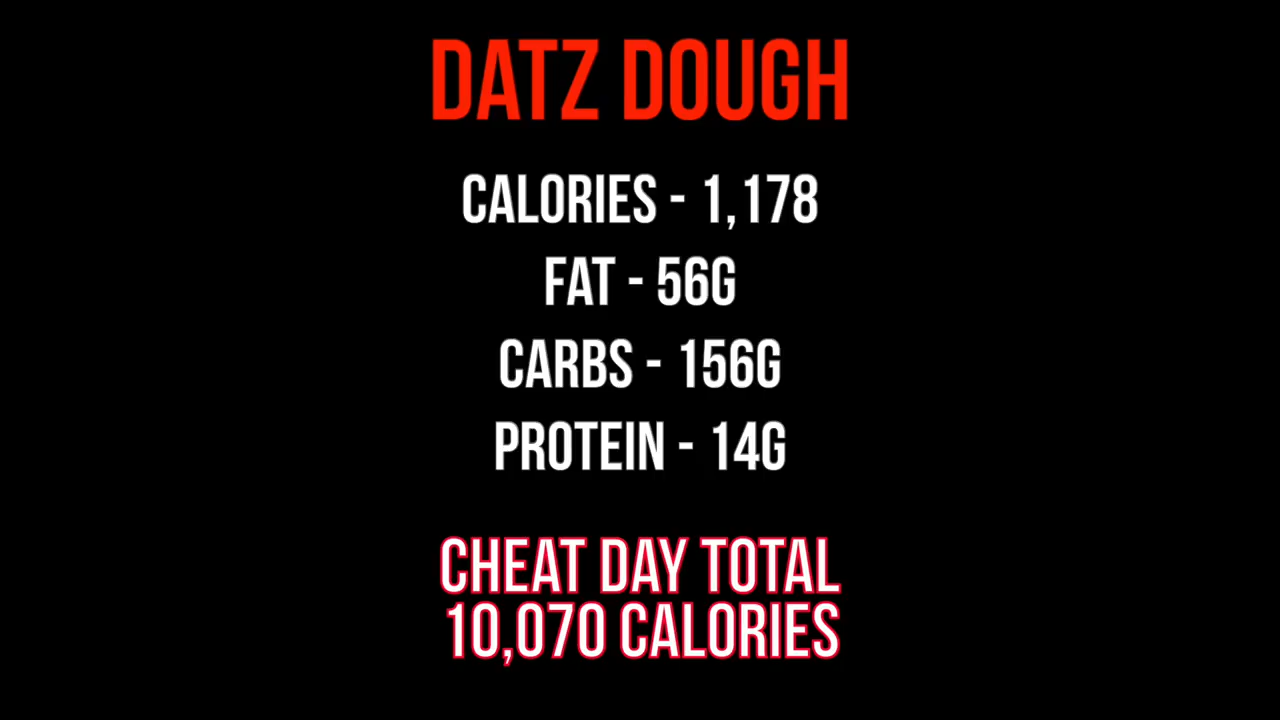 DATZ DOUGH
CALORIES - 1,178
FAT - 56G
CARBS - 156G
PROTEIN - 14G
CHEAT DAY TOTAL
10,070 CALORIES